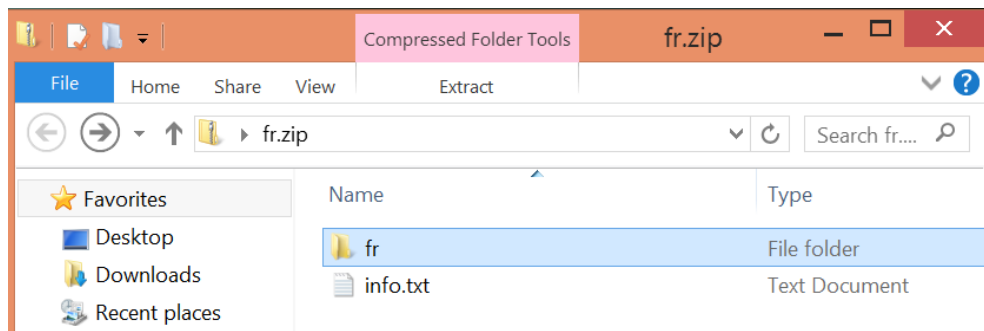 Compressed Folder Tools fr.zip
File Home Share View Extract
fr.zip Search fr....
Favorites
Desktop
Downloads
Recent places
Name Type
fr File folder
info.txt Text Document